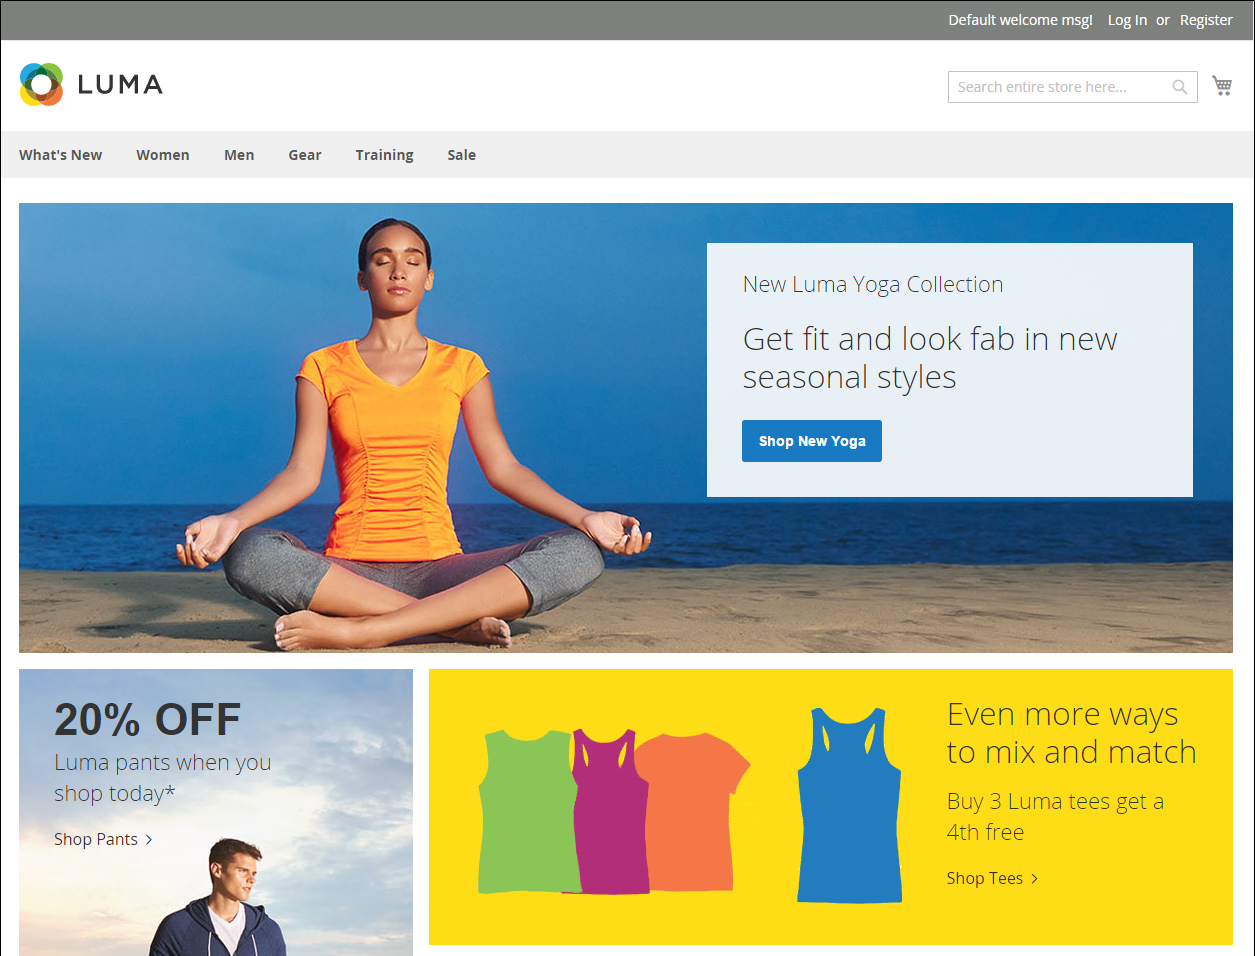 Default welcome msg! Log In or Register
LUMA
Search entire store here...
What's New Women Men Gear Training Sale
New Luma Yoga Collection
Get fit and look fab in new
seasonal styles
Shop New Yoga
20% OFF
Luma pants when you
shop today*
Shop Pants >
Even more ways
to mix and match
Buy 3 Luma tees get a
4th free
Shop Tees >